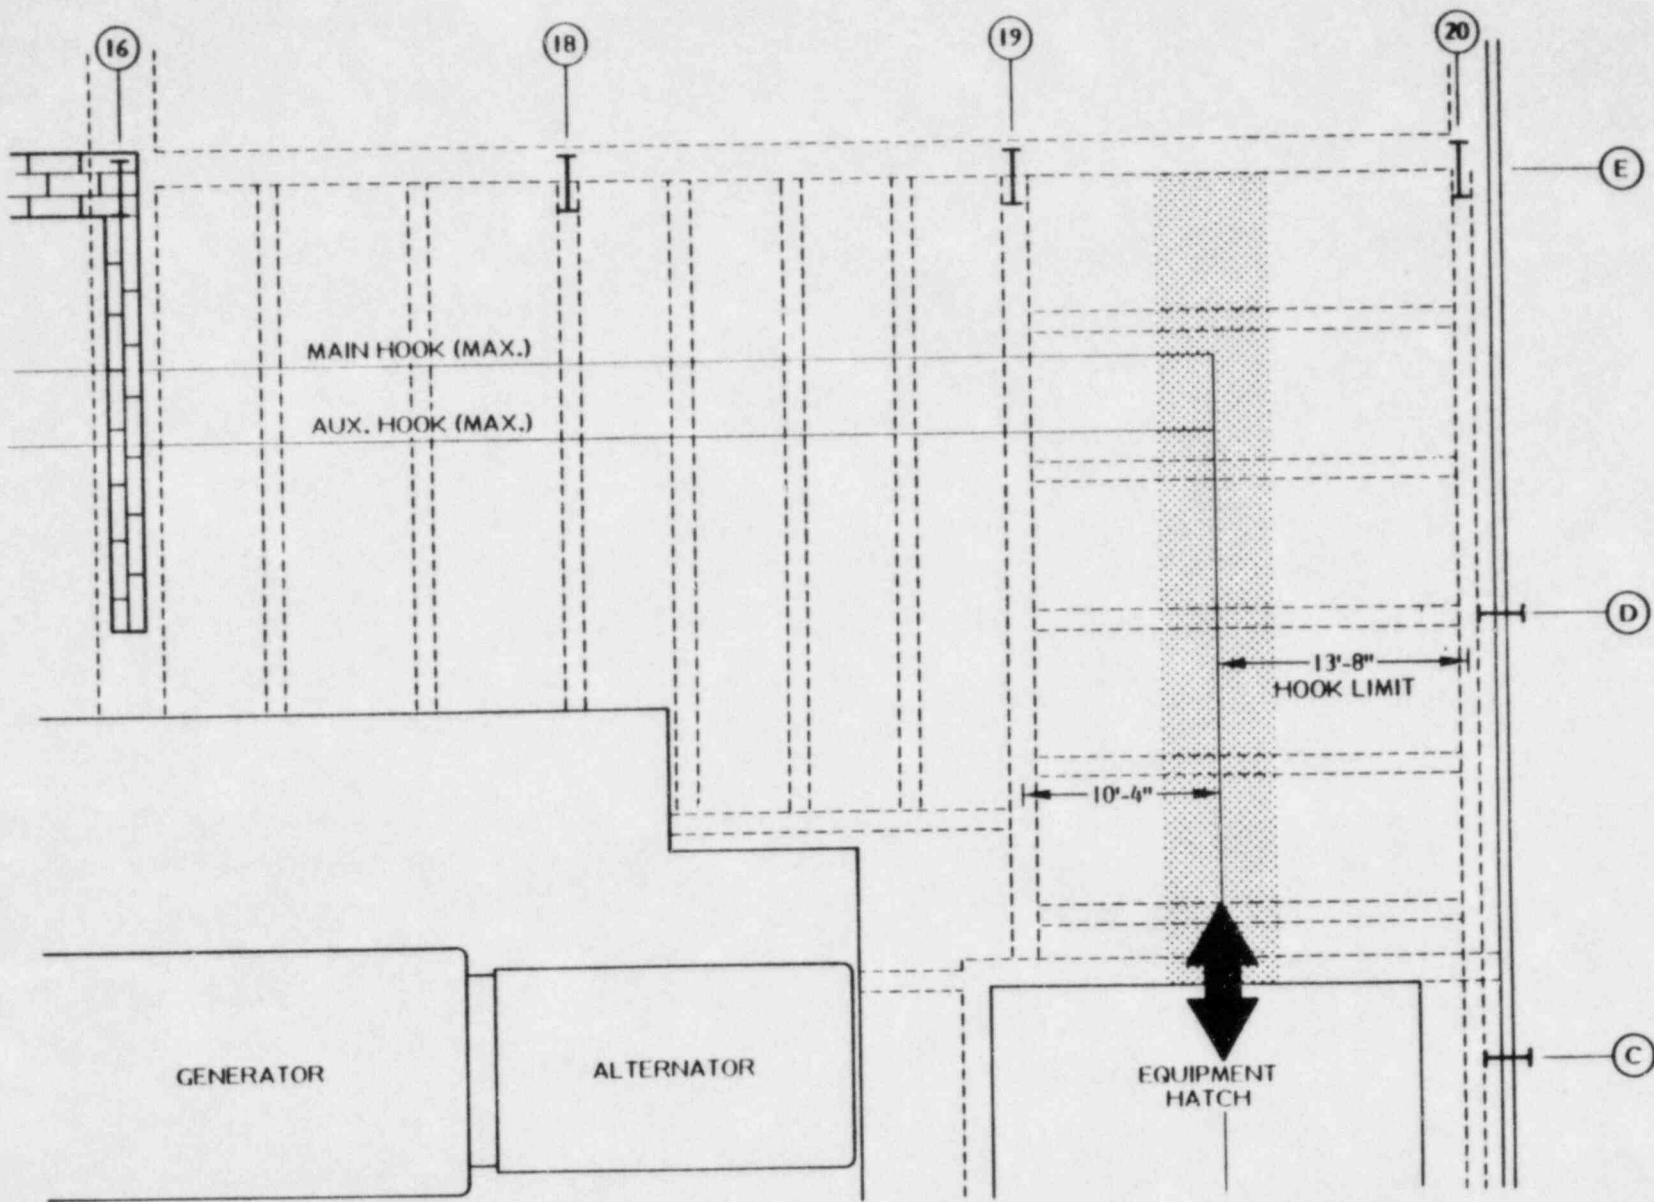 16
18
19
20
E
MAIN HOOK (MAX.)
AUX. HOOK (MAX.)
D
13'-8"
HOOK LIMIT
10'-4"
GENERATOR
ALTERNATOR
EQUIPMENT
HATCH
C